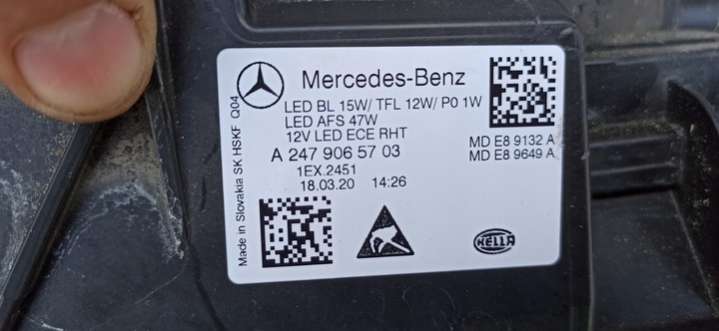 Mercedes-Benz
LED BL 15W/ TFL 12W/ P0 1W
LED AFS 47W
12V LED ECE RHT
A 247 906 57 03
1EX.2451
18.03.20 14:26
MD E8 9132 A
MD E8 9649 A
HELLA
Made in Slovakia SK HSKF Q04